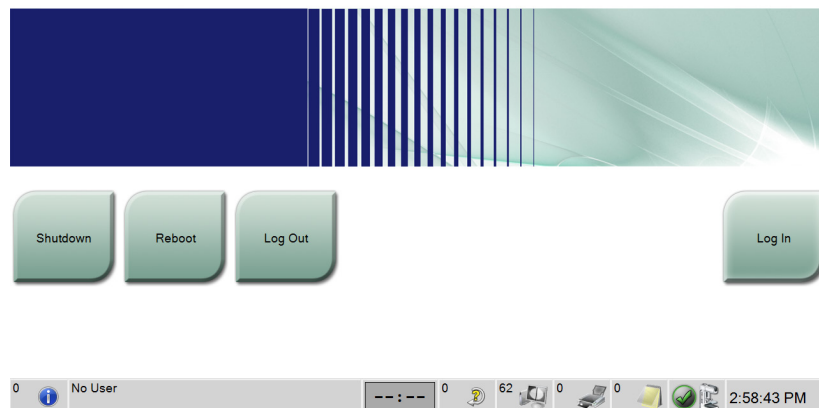 Shutdown
Reboot
Log Out
Log In
0
No User
--:--
0
62
0
0
2:58:43 PM